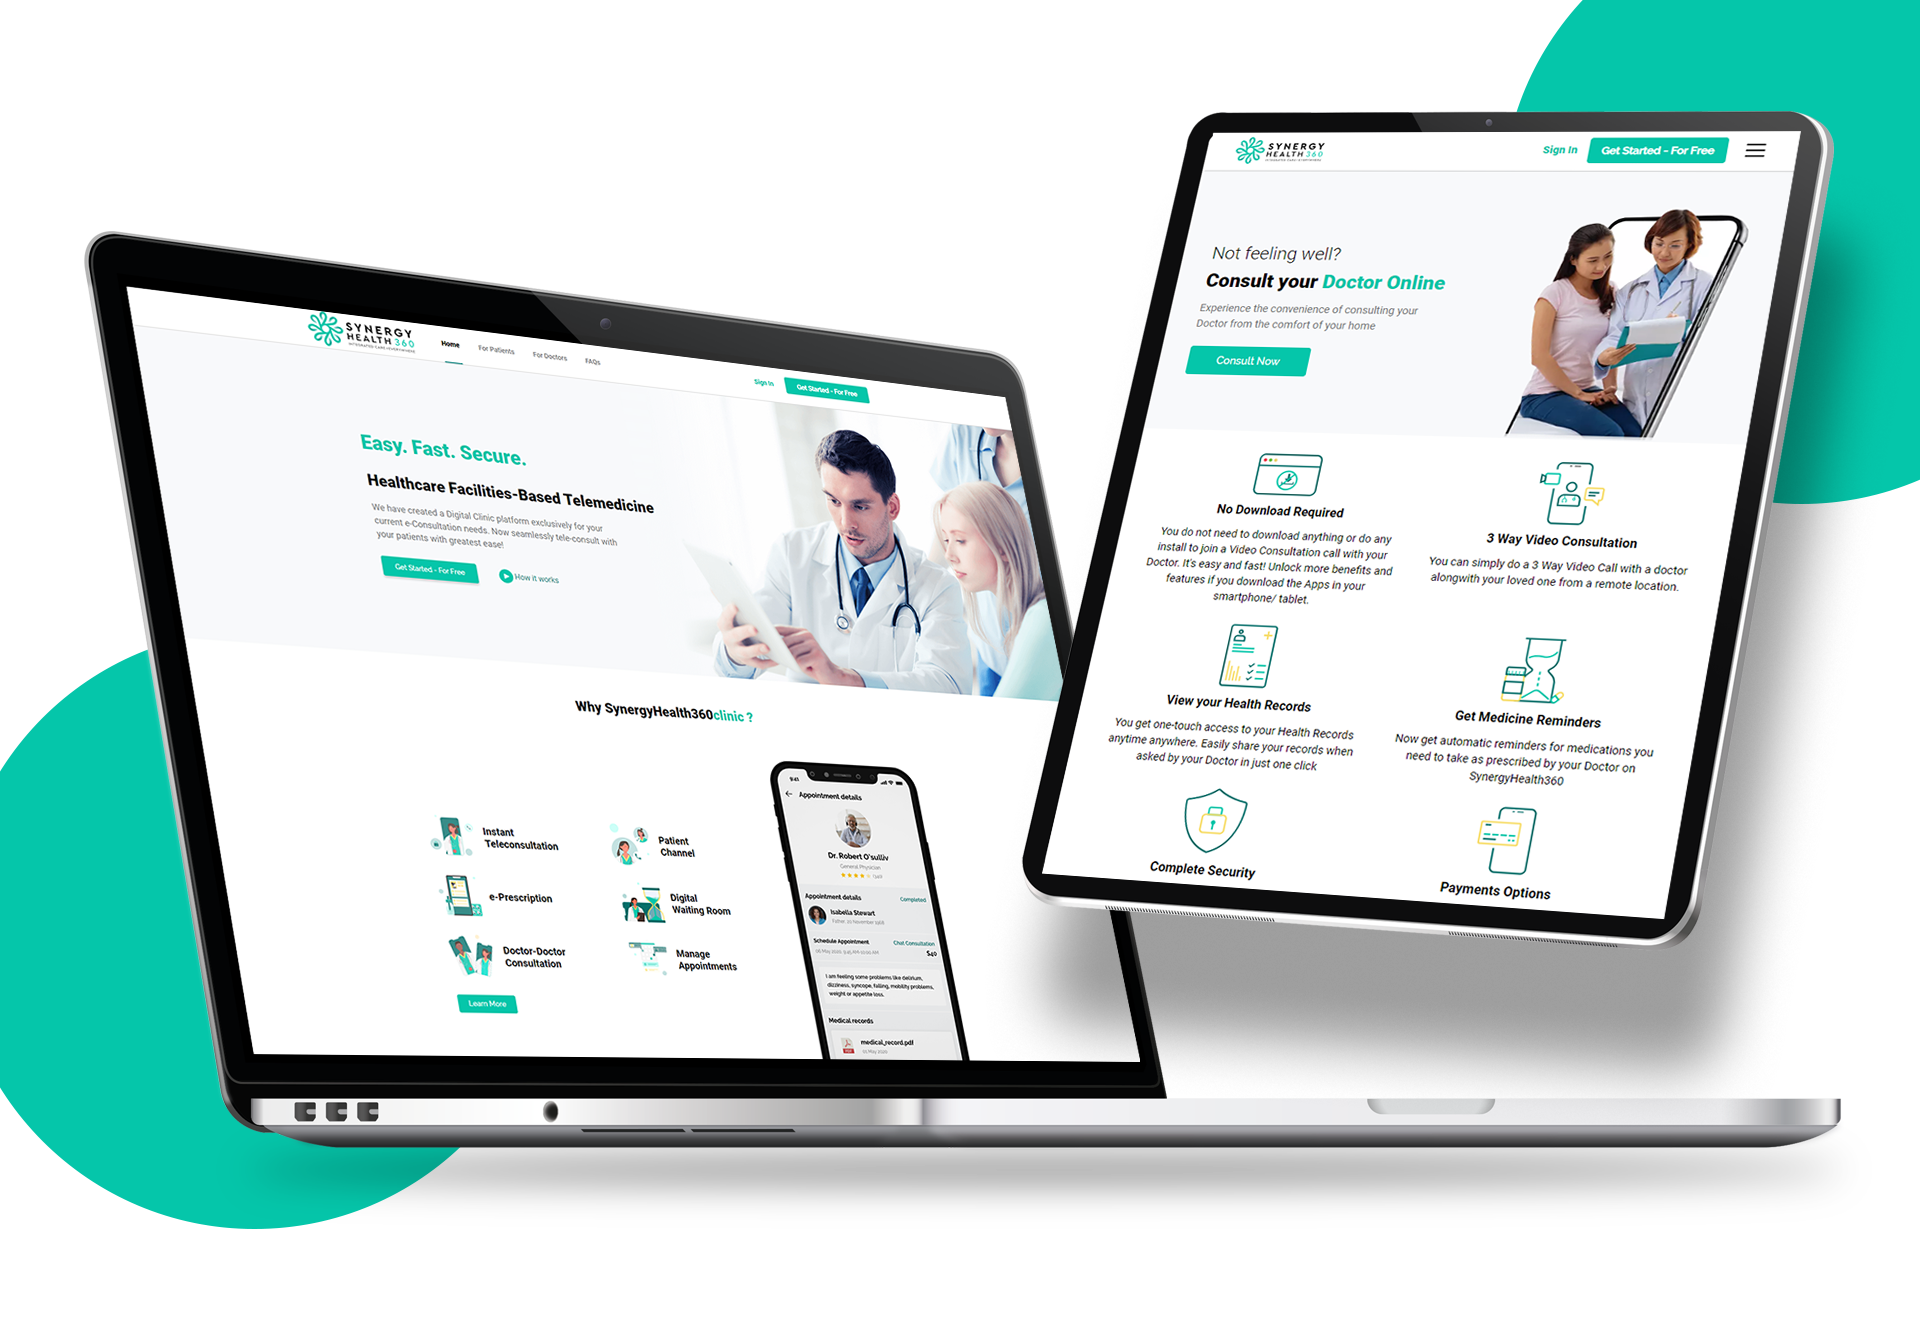 SYNERGY
HEALTH 360
INTEGRATED CARE EVERYWHERE
Home
For Patients
For Doctors
FAQs
Sign In
Get Started - For Free
Easy. Fast. Secure.
Healthcare Facilities-Based Telemedicine
We have created a Digital Clinic platform exclusively for your
current e-Consultation needs. Now seamlessly tele-consult with
your patients with greatest ease!
Get Started - For Free
How it works
Why SynergyHealth360clinic ?
Instant
Teleconsultation
Patient
Channel
e-Prescription
Digital
Waiting Room
Doctor-Doctor
Consultation
Manage
Appointments
Learn More
9:41
Appointment details
Dr. Robert O'sulliv
General Physician
Appointment details
Completed
Isabella Stewart
Schedule Appointment
Chat Consultation
$40
I am feeling some problems like delirium,
dizziness, syncope, falling, mobility problems,
weight or appetite loss.
Medical records
PDF
medical_record.pdf
SYNERGY
HEALTH 360
INTEGRATED CARE EVERYWHERE
Sign In
Get Started - For Free
Not feeling well?
Consult your Doctor Online
Experience the convenience of consulting your
Doctor from the comfort of your home
Consult Now
No Download Required
You do not need to download anything or do any
install to join a Video Consultation call with your
Doctor. It's easy and fast! Unlock more benefits and
features if you download the Apps in your
smartphone/ tablet.
3 Way Video Consultation
You can simply do a 3 Way Video Call with a doctor
alongwith your loved one from a remote location.
View your Health Records
You get one-touch access to your Health Records
anytime anywhere. Easily share your records when
asked by your Doctor in just one click
Get Medicine Reminders
Now get automatic reminders for medications you
need to take as prescribed by your Doctor on
SynergyHealth360
Complete Security
Payments Options